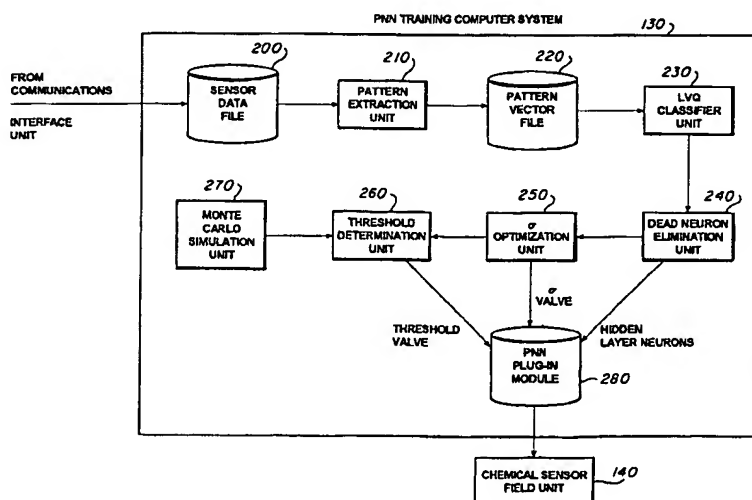 PNN TRAINING COMPUTER SYSTEM
130
FROM
COMMUNICATIONS
INTERFACE
UNIT
200
SENSOR
DATA
FILE
210
PATTERN
EXTRACTION
UNIT
220
PATTERN
VECTOR
FILE
230
LVQ
CLASSIFIER
UNIT
270
MONTE
CARLO
SIMULATION
UNIT
260
THRESHOLD
DETERMINATION
UNIT
250
σ
OPTIMIZATION
UNIT
240
DEAD NEURON
ELIMINATION
UNIT
THRESHOLD
VALVE
σ
VALVE
HIDDEN
LAYER NEURONS
PNN
PLUG-IN
MODULE
280
CHEMICAL SENSOR
FIELD UNIT
140